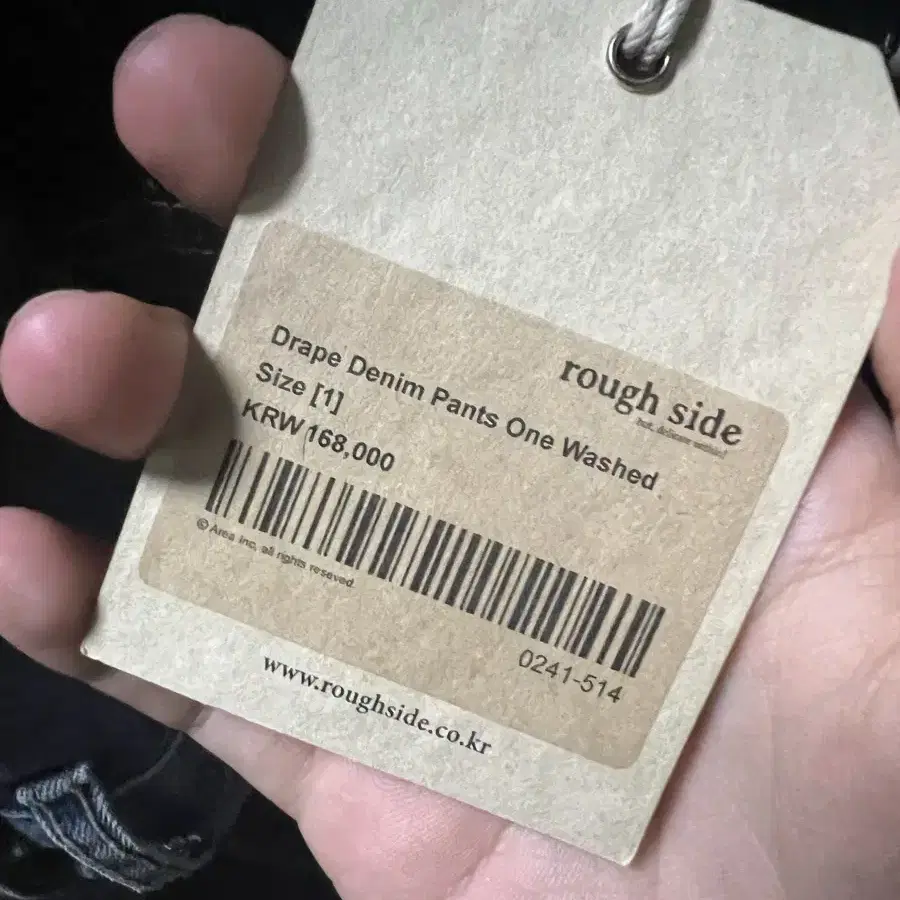 rough side
Drape Denim Pants One Washed
Size [1]
KRW 168,000
© Area Inc, all rights reseved.
0241-514
www.roughside.co.kr